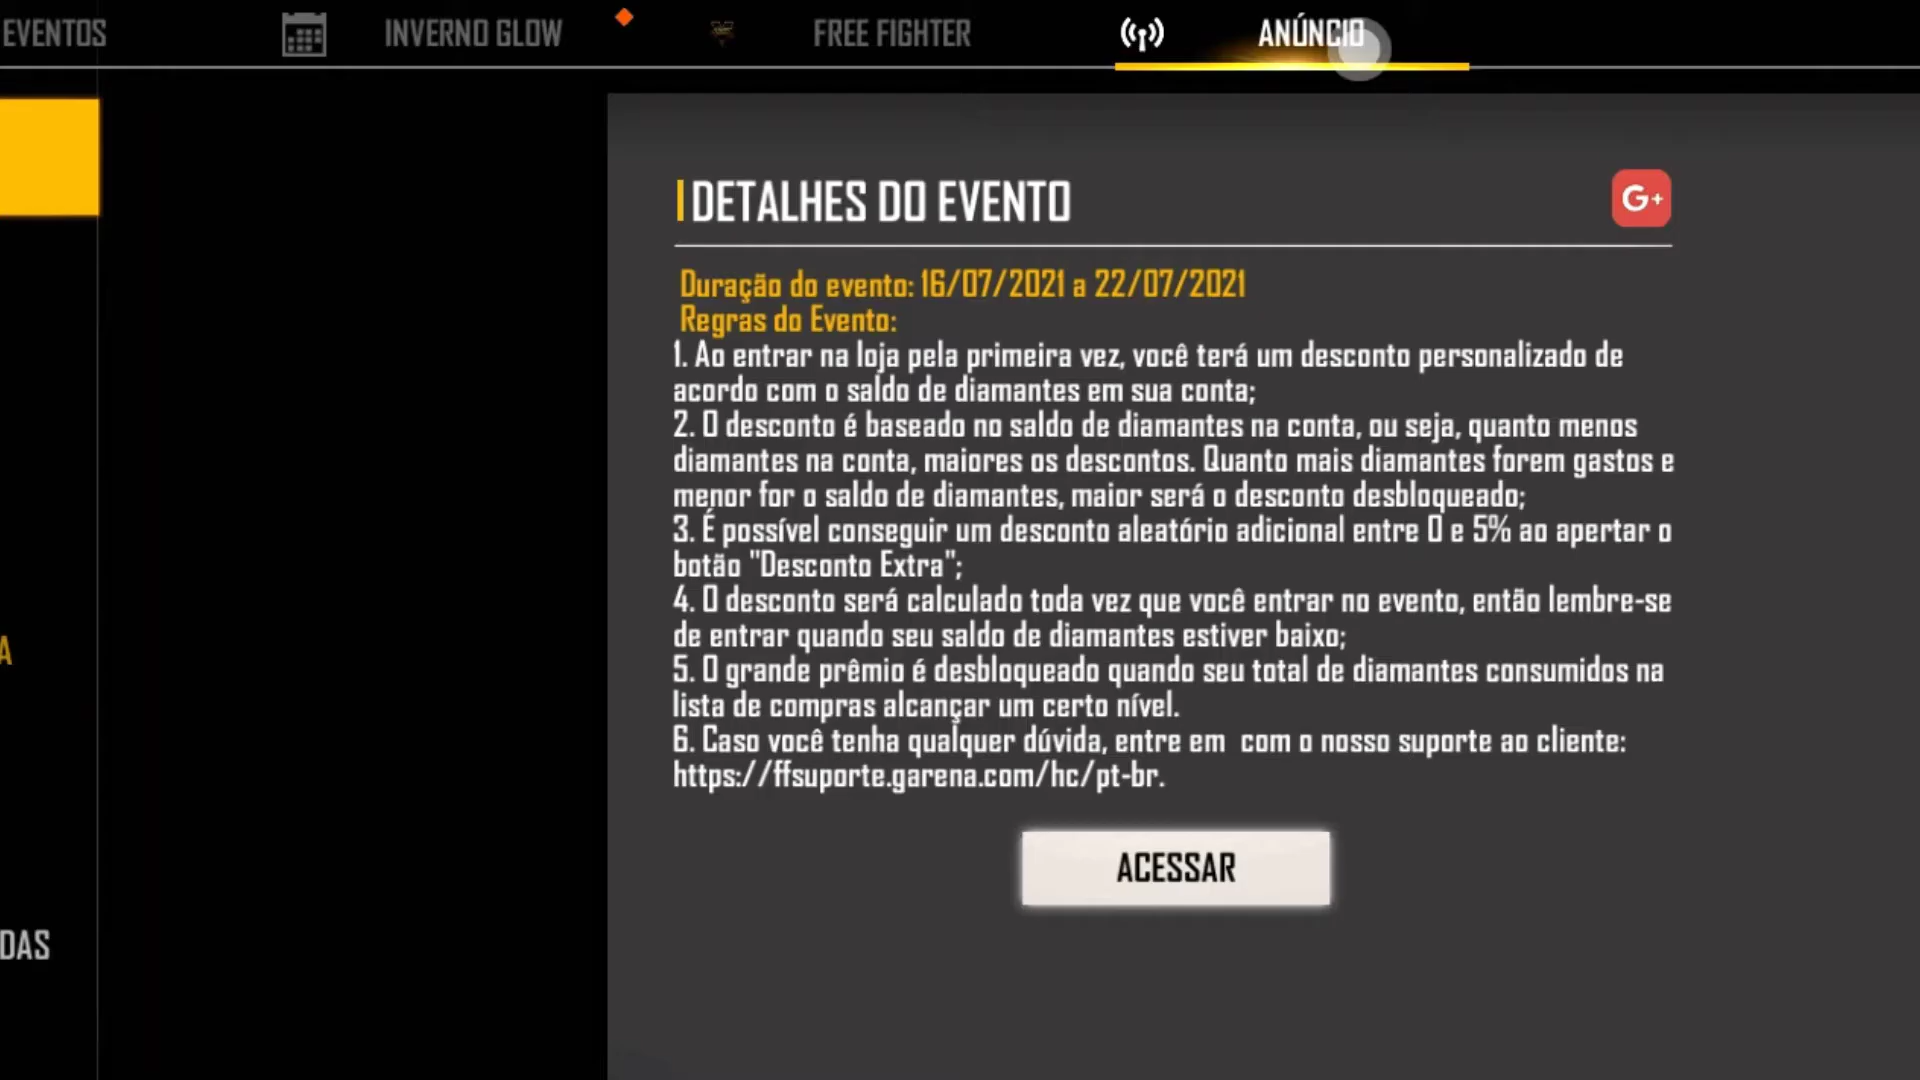 EVENTOS
INVERNO GLOW
FREE FIGHTER
ANÚNCIO
DETALHES DO EVENTO
G+
Duração do evento: 16/07/2021 a 22/07/2021
Regras do Evento:
1. Ao entrar na loja pela primeira vez, você terá um desconto personalizado de
acordo com o saldo de diamantes em sua conta;
2. O desconto é baseado no saldo de diamantes na conta, ou seja, quanto menos
diamantes na conta, maiores os descontos. Quanto mais diamantes forem gastos e
menor for o saldo de diamantes, maior será o desconto desbloqueado;
3. É possível conseguir um desconto aleatório adicional entre 0 e 5% ao apertar o
botão "Desconto Extra";
4. O desconto será calculado toda vez que você entrar no evento, então lembre-se
de entrar quando seu saldo de diamantes estiver baixo;
5. O grande prêmio é desbloqueado quando seu total de diamantes consumidos na
lista de compras alcançar um certo nível.
6. Caso você tenha qualquer dúvida, entre em  com o nosso suporte ao cliente:
https://ffsuporte.garena.com/hc/pt-br.
A
DAS
ACESSAR